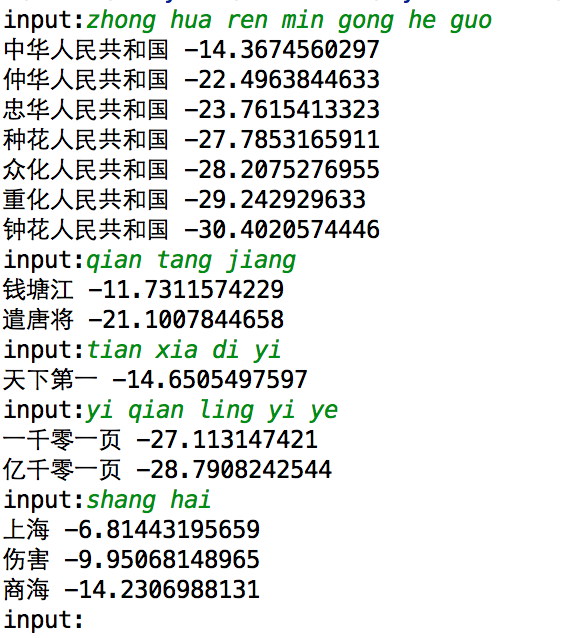 input:zhong hua ren min gong he guo
中华人民共和国 -14.3674560297
仲华人民共和国 -22.4963844633
忠华人民共和国 -23.7615413323
种花人民共和国 -27.7853165911
众化人民共和国 -28.2075276955
重化人民共和国 -29.242929633
钟花人民共和国 -30.4020574446
input:qian tang jiang
钱塘江 -11.7311574229
遣唐将 -21.1007844658
input:tian xia di yi
天下第一 -14.6505497597
input:yi qian ling yi ye
一千零一页 -27.113147421
亿千零一页 -28.7908242544
input:shang hai
上海 -6.81443195659
伤害 -9.95068148965
商海 -14.2306988131
input: